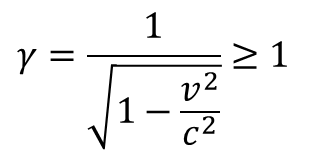 γ = 1 / √(1 − v²/c²) ≥ 1